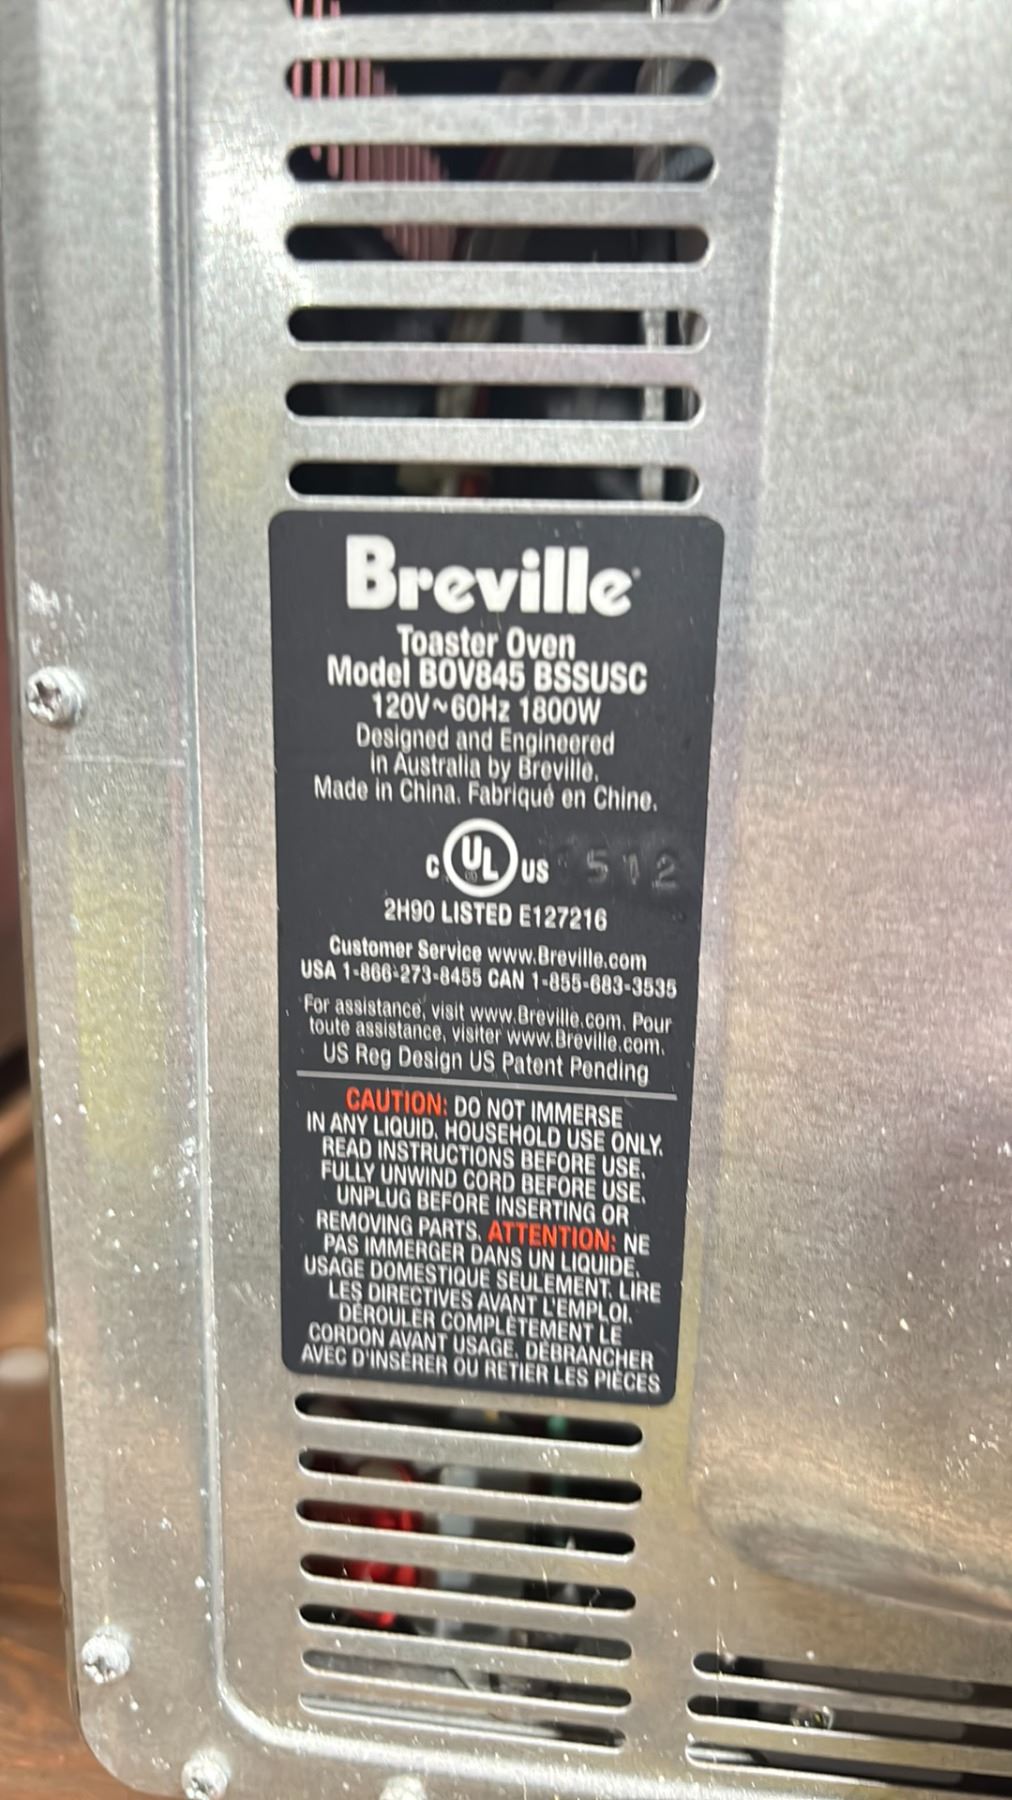 Breville
Toaster Oven
Model BOV845 BSSUSC
120V~60Hz 1800W
Designed and Engineered
in Australia by Breville.
Made in China. Fabriqué en Chine.
C UL US 1512
2H90 LISTED E127216
Customer Service www.Breville.com
USA 1-866-273-8455 CAN 1-855-683-3535
For assistance, visit www.Breville.com. Pour
toute assistance, visiter www.Breville.com.
US Reg Design US Patent Pending
CAUTION: DO NOT IMMERSE
IN ANY LIQUID. HOUSEHOLD USE ONLY.
READ INSTRUCTIONS BEFORE USE.
FULLY UNWIND CORD BEFORE USE.
UNPLUG BEFORE INSERTING OR
REMOVING PARTS. ATTENTION: NE
PAS IMMERGER DANS UN LIQUIDE.
USAGE DOMESTIQUE SEULEMENT. LIRE
LES DIRECTIVES AVANT L'EMPLOI.
DÉROULER COMPLÈTEMENT LE
CORDON AVANT USAGE. DÉBRANCHER
AVEC D'INSÉRER OU RETIER LES PIÈCES